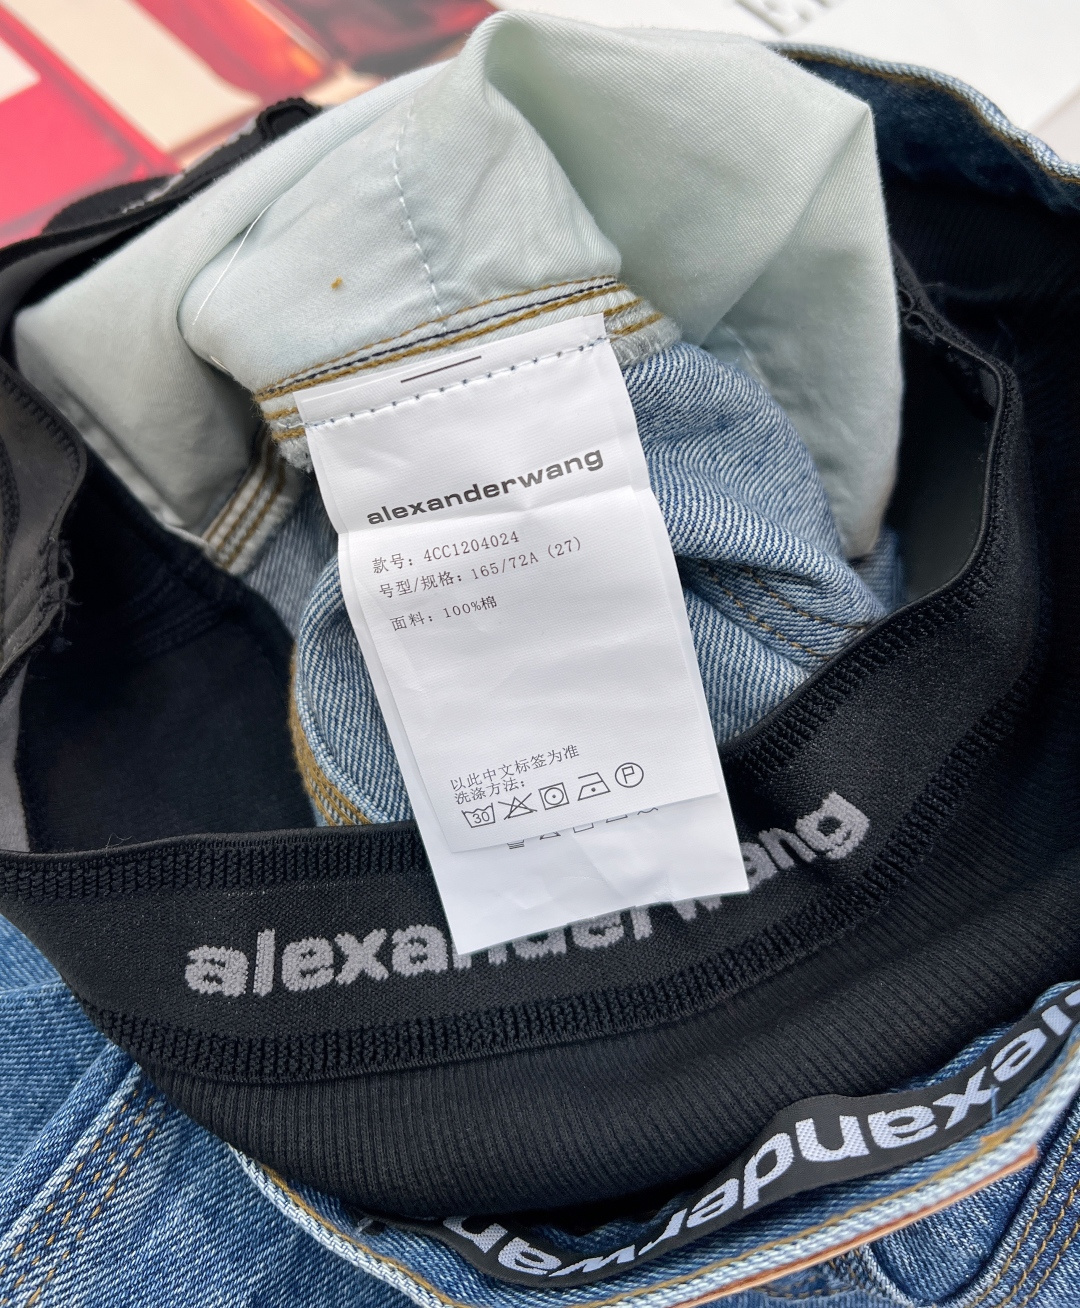 alexanderwang
款号: 4CC1204024
号型/规格: 165/72A (27)
面料: 100%棉
以此中文标签为准
洗涤方法:
30
P
alexanderwang
alexanderwang